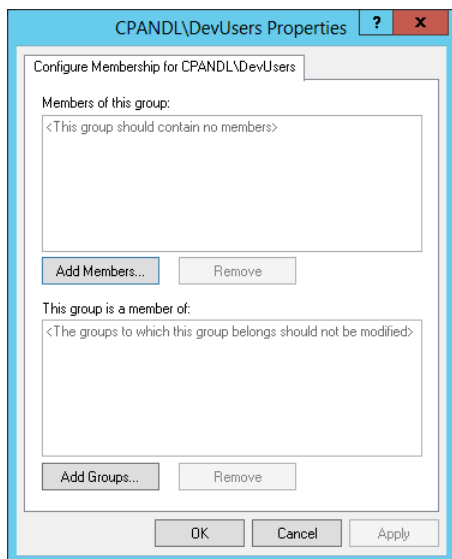 CPANDL\DevUsers Properties
?
x
Configure Membership for CPANDL\DevUsers
Members of this group:
<This group should contain no members>
Add Members...
Remove
This group is a member of:
<The groups to which this group belongs should not be modified>
Add Groups...
Remove
OK
Cancel
Apply